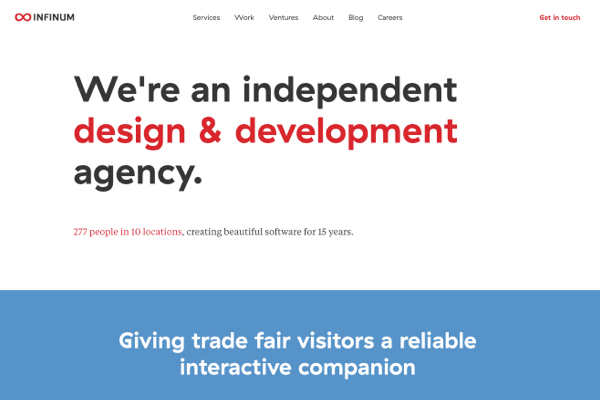 INFINUM
Services Work Ventures About Blog Careers Get in touch
We're an independent
design & development
agency.
277 people in 10 locations, creating beautiful software for 15 years.
Giving trade fair visitors a reliable
interactive companion